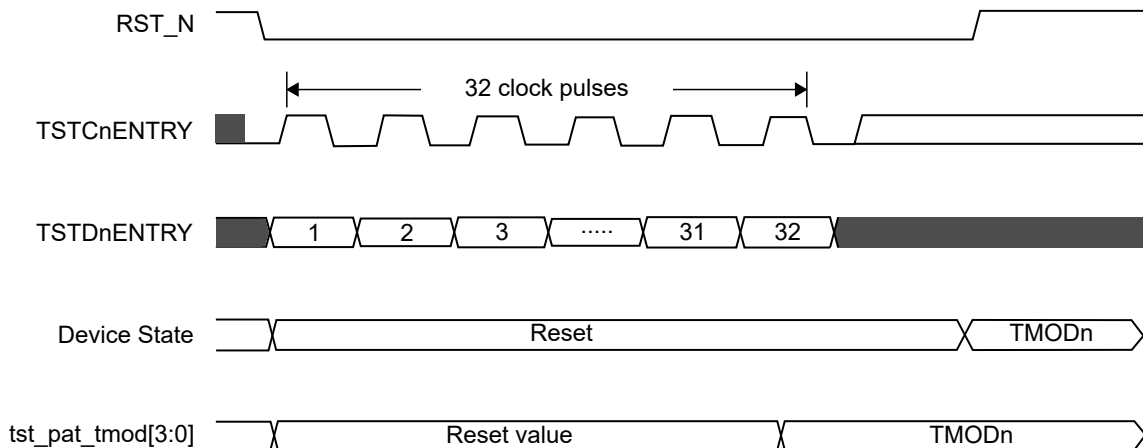 RST_N
32 clock pulses
TSTCnENTRY
TSTDnENTRY 1 2 3 ..... 31 32
Device State Reset TMODn
tst_pat_tmod[3:0] Reset value TMODn